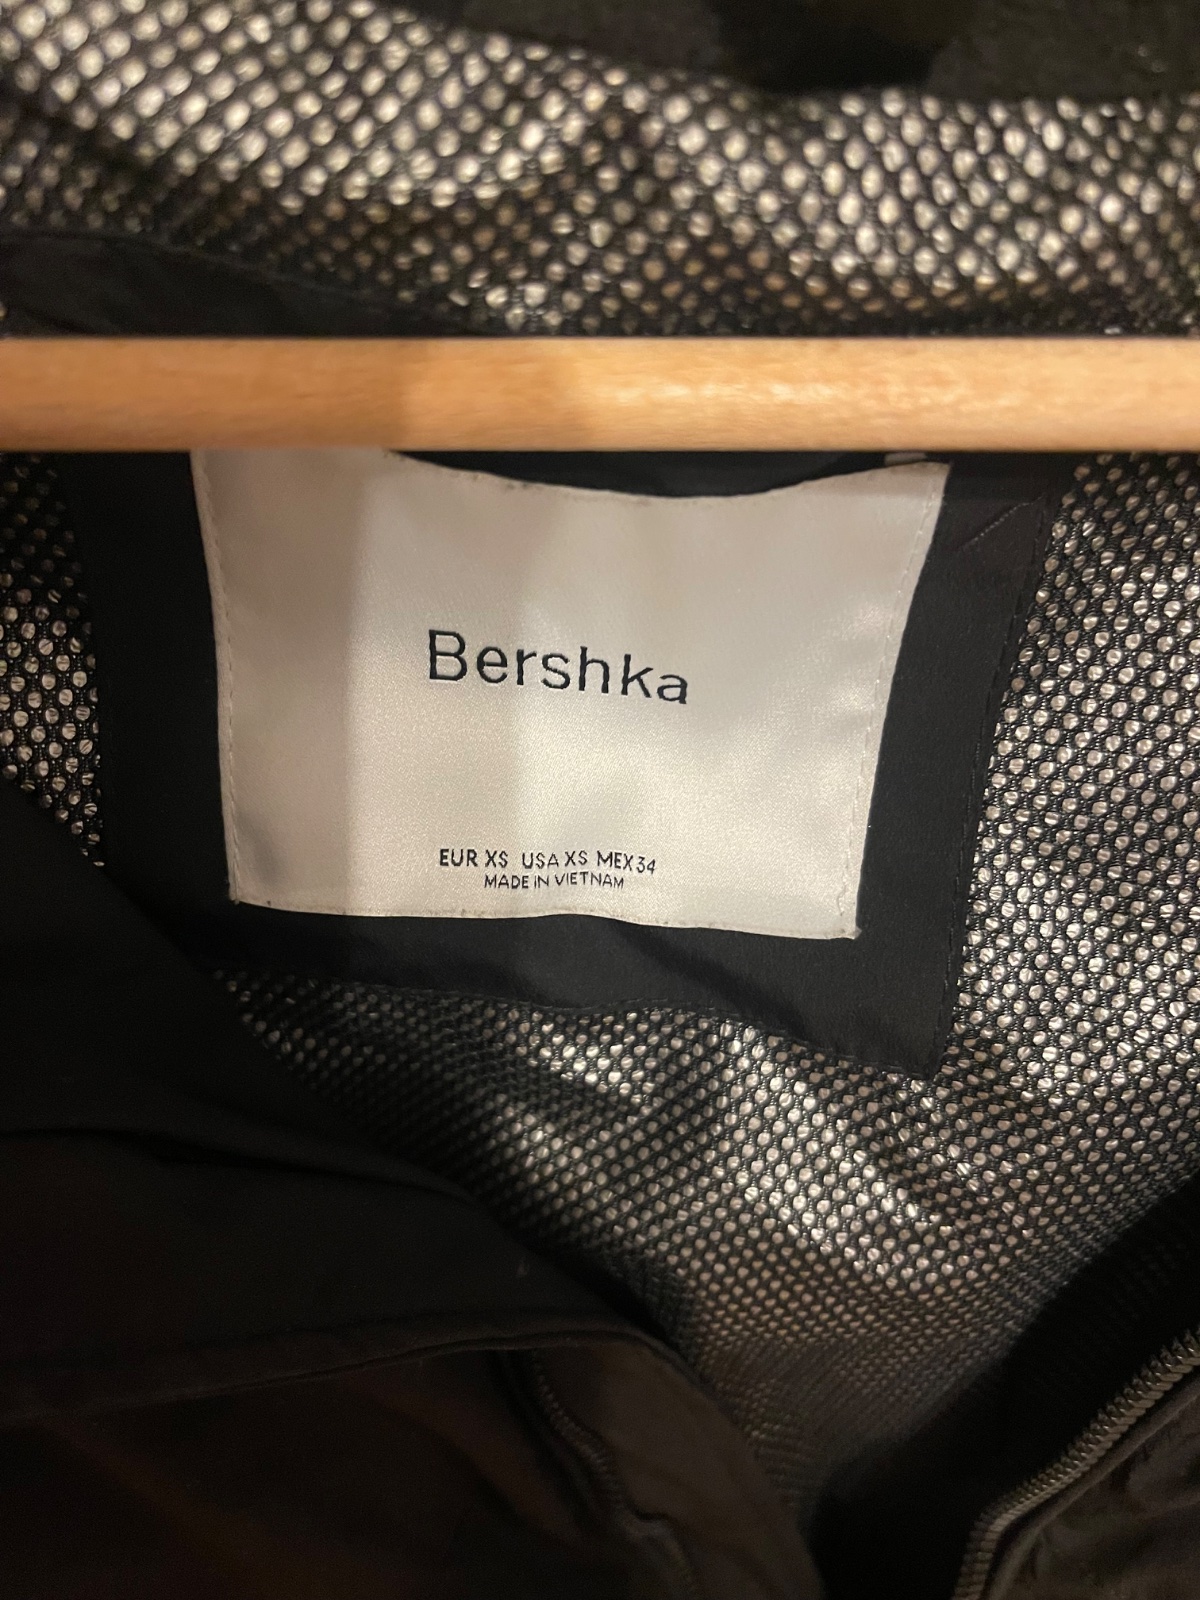 Bershka
EUR XS USA XS MEX 34
MADE IN VIETNAM